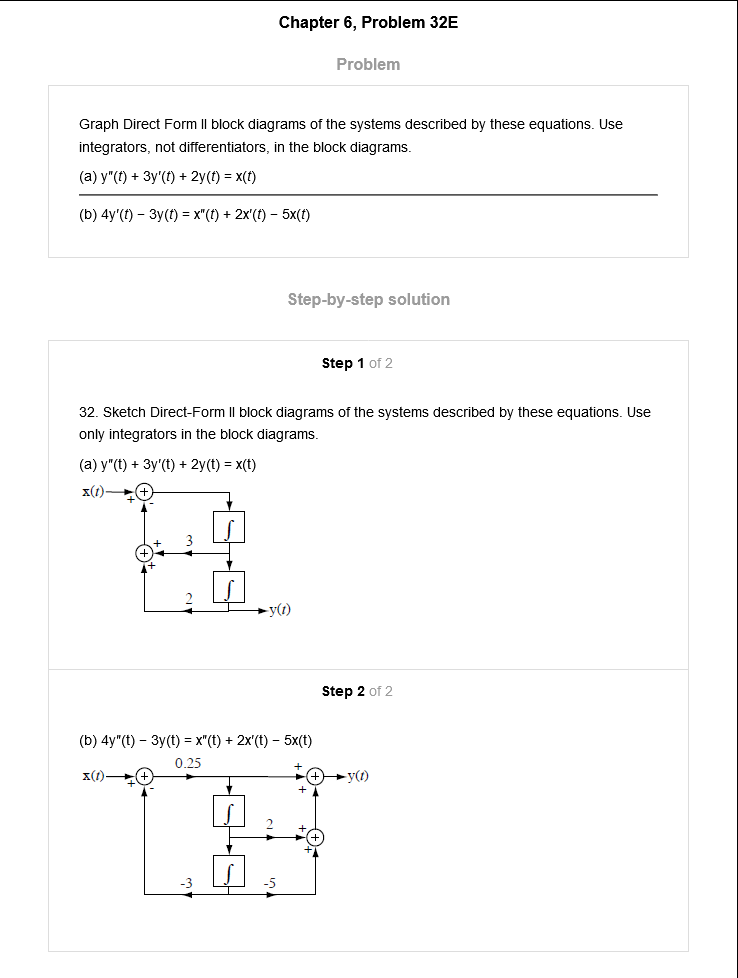 Chapter 6, Problem 32E
Problem
Graph Direct Form II block diagrams of the systems described by these equations. Use
integrators, not differentiators, in the block diagrams.
(a) y"(t) + 3y'(t) + 2y(t) = x(t)
(b) 4y'(t) − 3y(t) = x"(t) + 2x'(t) − 5x(t)
Step-by-step solution
Step 1 of 2
32. Sketch Direct-Form II block diagrams of the systems described by these equations. Use
only integrators in the block diagrams.
(a) y"(t) + 3y'(t) + 2y(t) = x(t)
x(t) + + -
∫
+ 3
+ +
∫
2
y(t)
Step 2 of 2
(b) 4y"(t) − 3y(t) = x"(t) + 2x'(t) − 5x(t)
0.25
x(t) + + - + + + y(t)
∫
2 +
+ +
∫
-3 -5